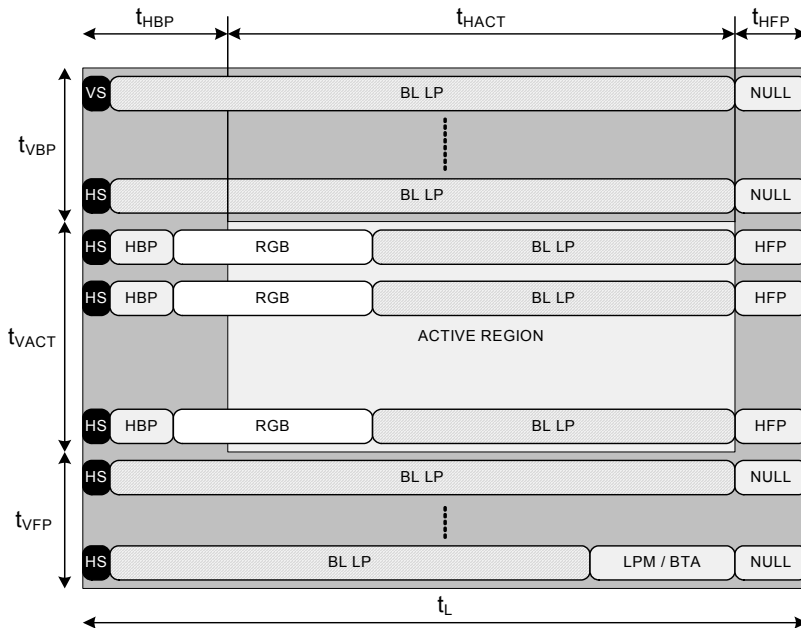 tHBP tHACT tHFP
VS BL LP NULL
tVBP
HS BL LP NULL
HS HBP RGB BL LP HFP
HS HBP RGB BL LP HFP
tVACT ACTIVE REGION
HS HBP RGB BL LP HFP
HS BL LP NULL
tVFP
HS BL LP LPM / BTA NULL
tL